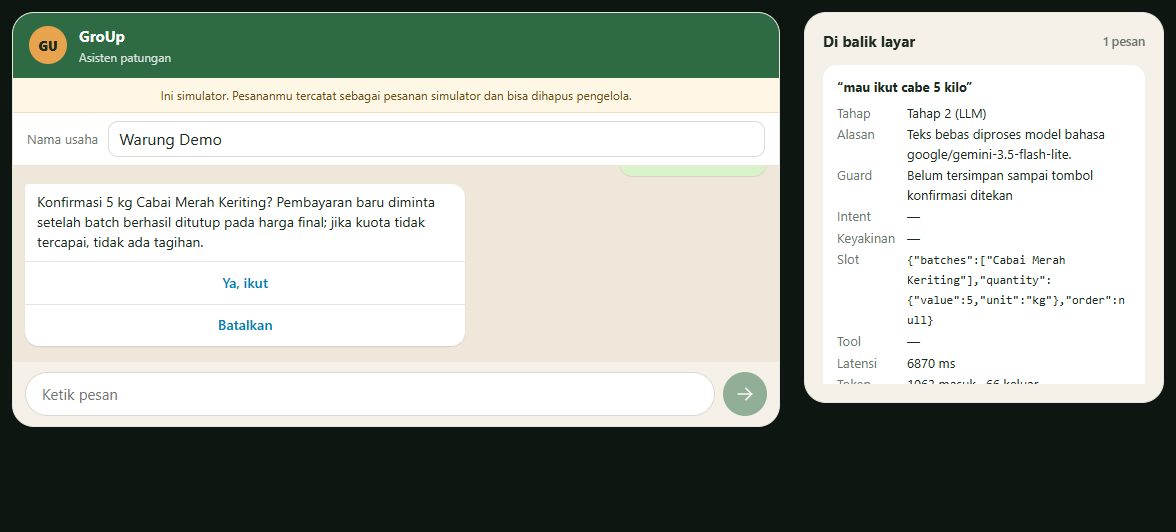 GU
GroUp
Asisten patungan
Ini simulator. Pesananmu tercatat sebagai pesanan simulator dan bisa dihapus pengelola.
Nama usaha
Warung Demo
Konfirmasi 5 kg Cabai Merah Keriting? Pembayaran baru diminta
setelah batch berhasil ditutup pada harga final; jika kuota tidak
tercapai, tidak ada tagihan.
Ya, ikut
Batalkan
Ketik pesan
Di balik layar
1 pesan
“mau ikut cabe 5 kilo”
Tahap Tahap 2 (LLM)
Alasan Teks bebas diproses model bahasa
google/gemini-3.5-flash-lite.
Guard Belum tersimpan sampai tombol
konfirmasi ditekan
Intent —
Keyakinan —
Slot {"batches":["Cabai Merah
Keriting"],"quantity":
{"value":5,"unit":"kg"},"order":n
ull}
Tool —
Latensi 6870 ms
Token 1063 masuk, 66 keluar